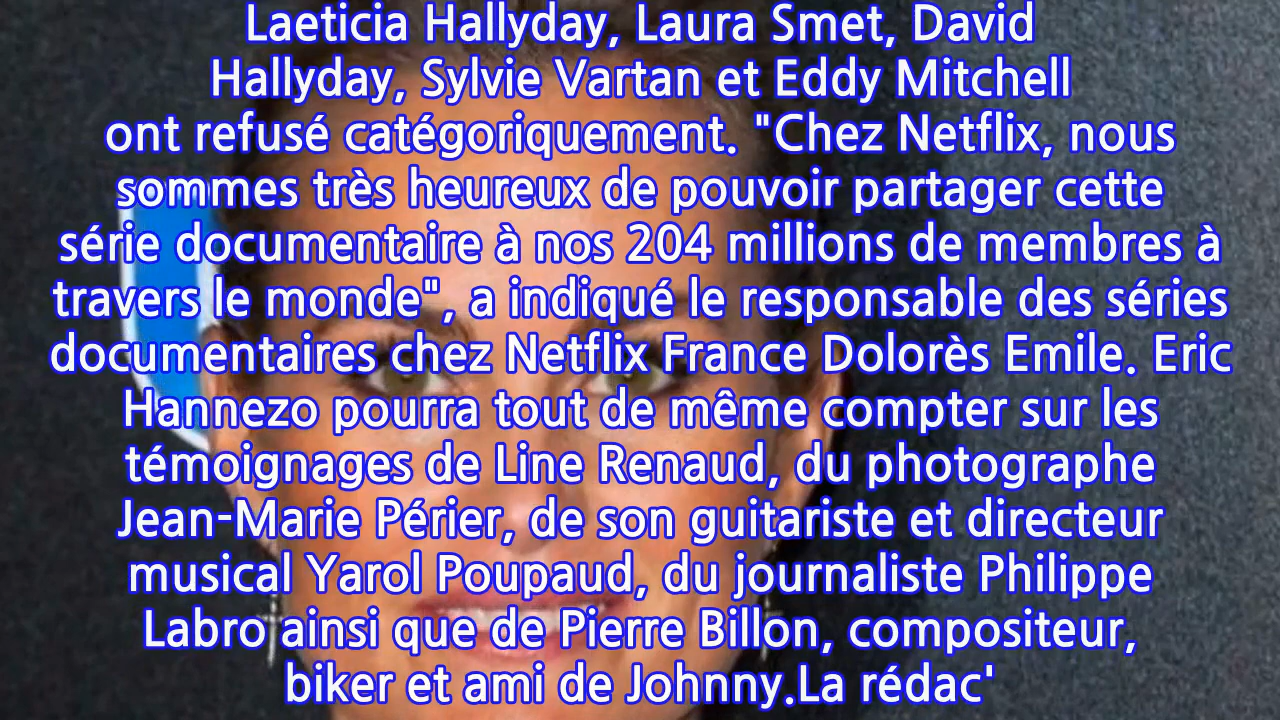 Laeticia Hallyday, Laura Smet, David
Hallyday, Sylvie Vartan et Eddy Mitchell
ont refusé catégoriquement. "Chez Netflix, nous
sommes très heureux de pouvoir partager cette
série documentaire à nos 204 millions de membres à
travers le monde", a indiqué le responsable des séries
documentaires chez Netflix France Dolorès Emile. Eric
Hannezo pourra tout de même compter sur les
témoignages de Line Renaud, du photographe
Jean-Marie Périer, de son guitariste et directeur
musical Yarol Poupaud, du journaliste Philippe
Labro ainsi que de Pierre Billon, compositeur,
biker et ami de Johnny.La rédac'